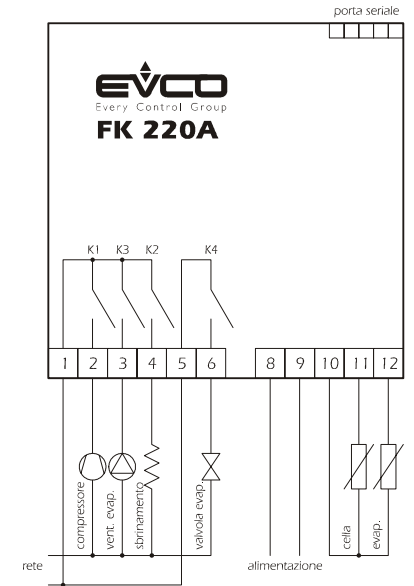 porta seriale
EVCO
Every Control Group
FK 220A
K1 K3 K2 K4
1 2 3 4 5 6 8 9 10 11 12
compressore
vent. evap.
sbrinamento
valvola evap.
cella
evap.
rete
alimentazione